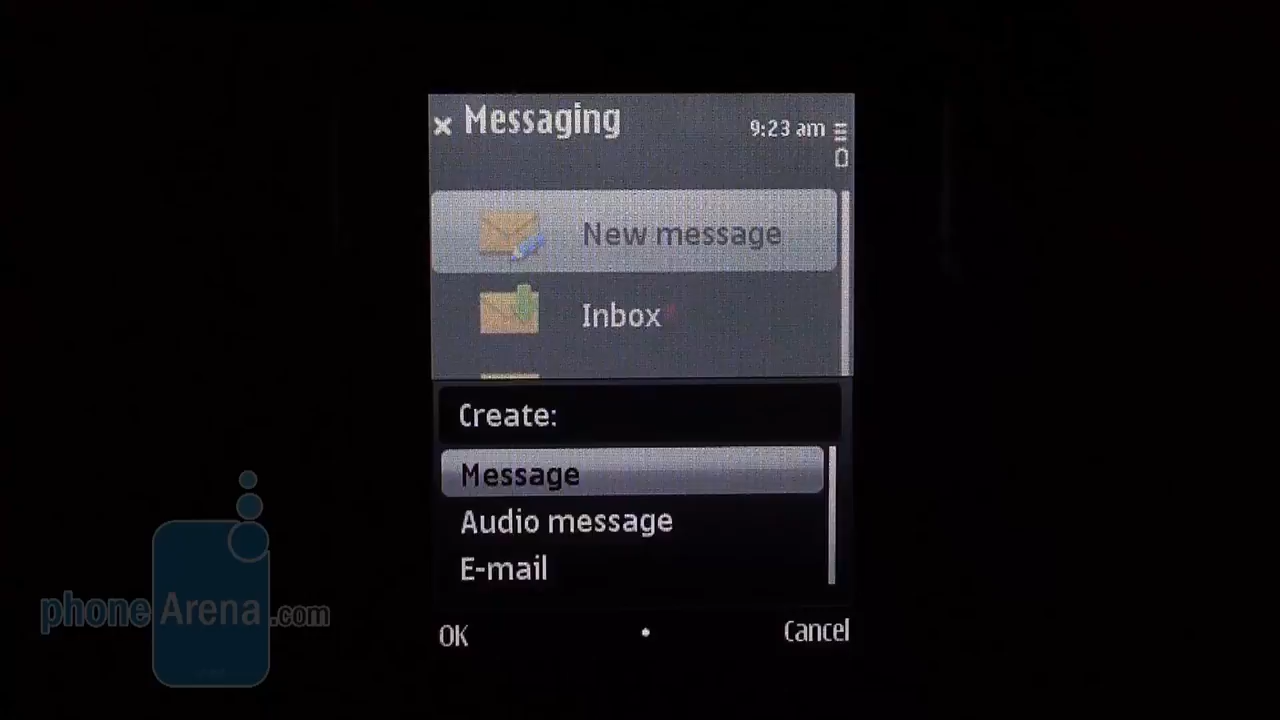 Messaging
9:23 am
New message
Inbox
Create:
Message
Audio message
E-mail
OK
Cancel
phoneArena.com